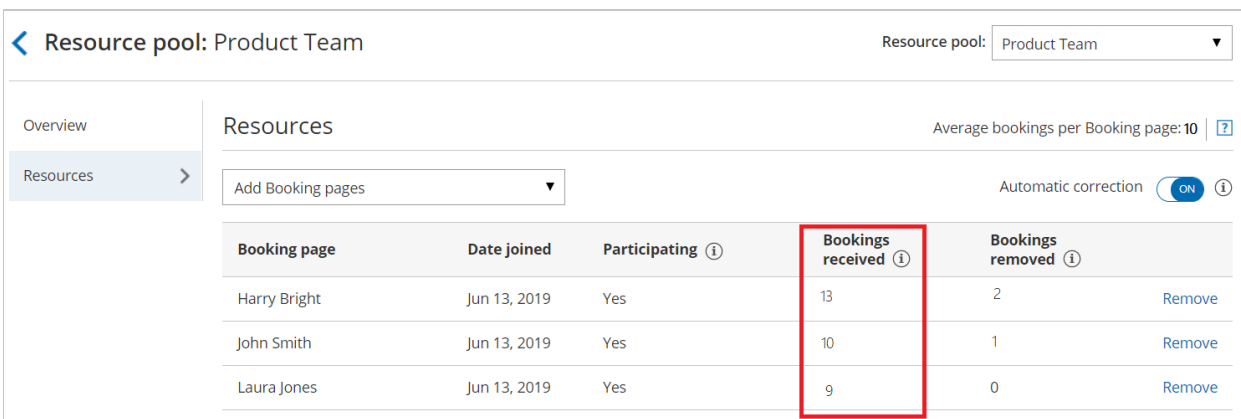 Resource pool: Product Team
Resource pool: Product Team
Overview
Resources
Resources
Average bookings per Booking page: 10 ?
Add Booking pages
Automatic correction ON i
Booking page Date joined Participating i Bookings received i Bookings removed i
Harry Bright Jun 13, 2019 Yes 13 2 Remove
John Smith Jun 13, 2019 Yes 10 1 Remove
Laura Jones Jun 13, 2019 Yes 9 0 Remove